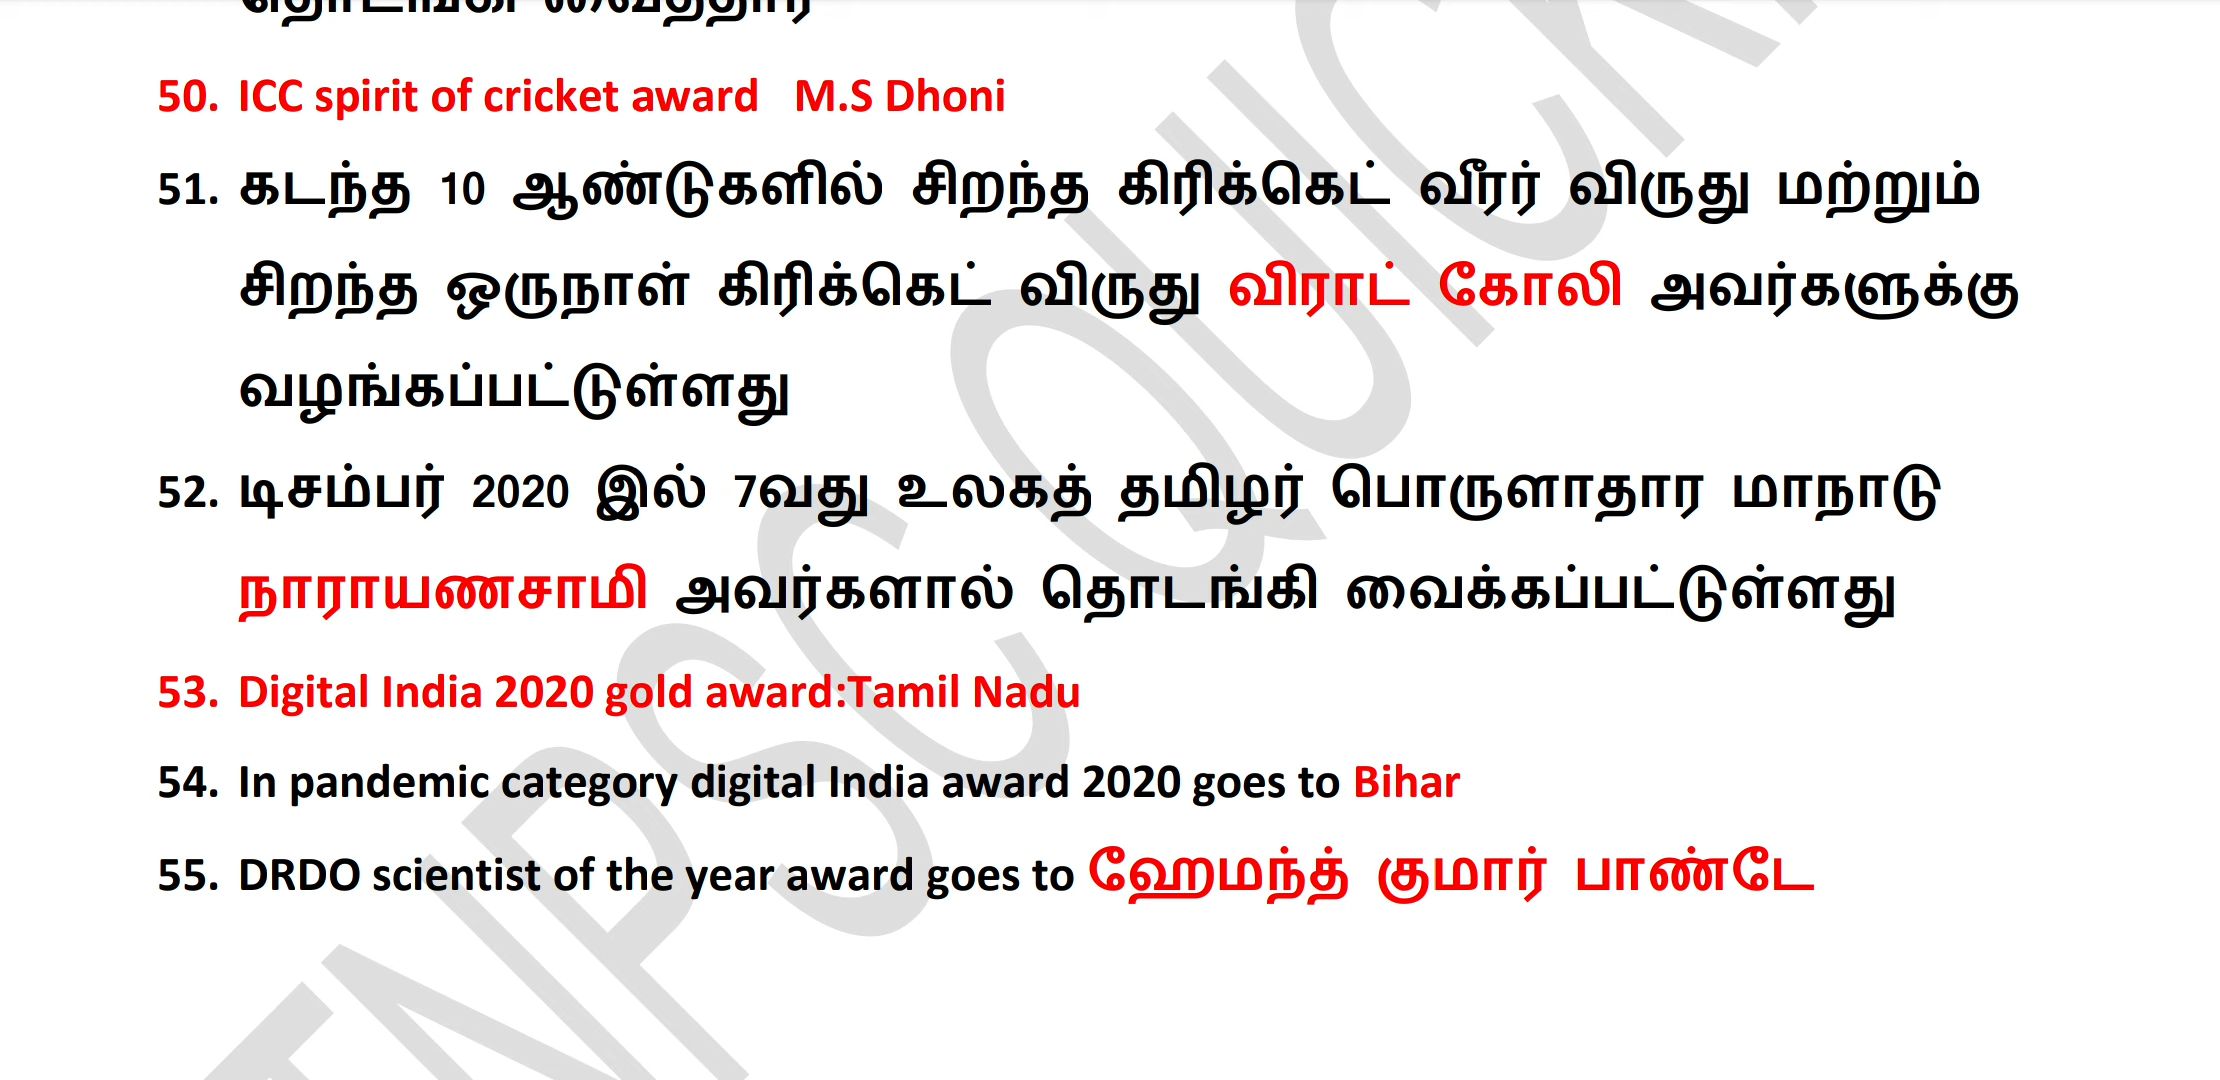 தொடங்கி வைத்தார்
50. ICC spirit of cricket award M.S Dhoni
51. கடந்த 10 ஆண்டுகளில் சிறந்த கிரிக்கெட் வீரர் விருது மற்றும்
சிறந்த ஒருநாள் கிரிக்கெட் விருது விராட் கோலி அவர்களுக்கு
வழங்கப்பட்டுள்ளது
52. டிசம்பர் 2020 இல் 7வது உலகத் தமிழர் பொருளாதார மாநாடு
நாராயணசாமி அவர்களால் தொடங்கி வைக்கப்பட்டுள்ளது
53. Digital India 2020 gold award:Tamil Nadu
54. In pandemic category digital India award 2020 goes to Bihar
55. DRDO scientist of the year award goes to ஹேமந்த் குமார் பாண்டே
TNPSC QUICK